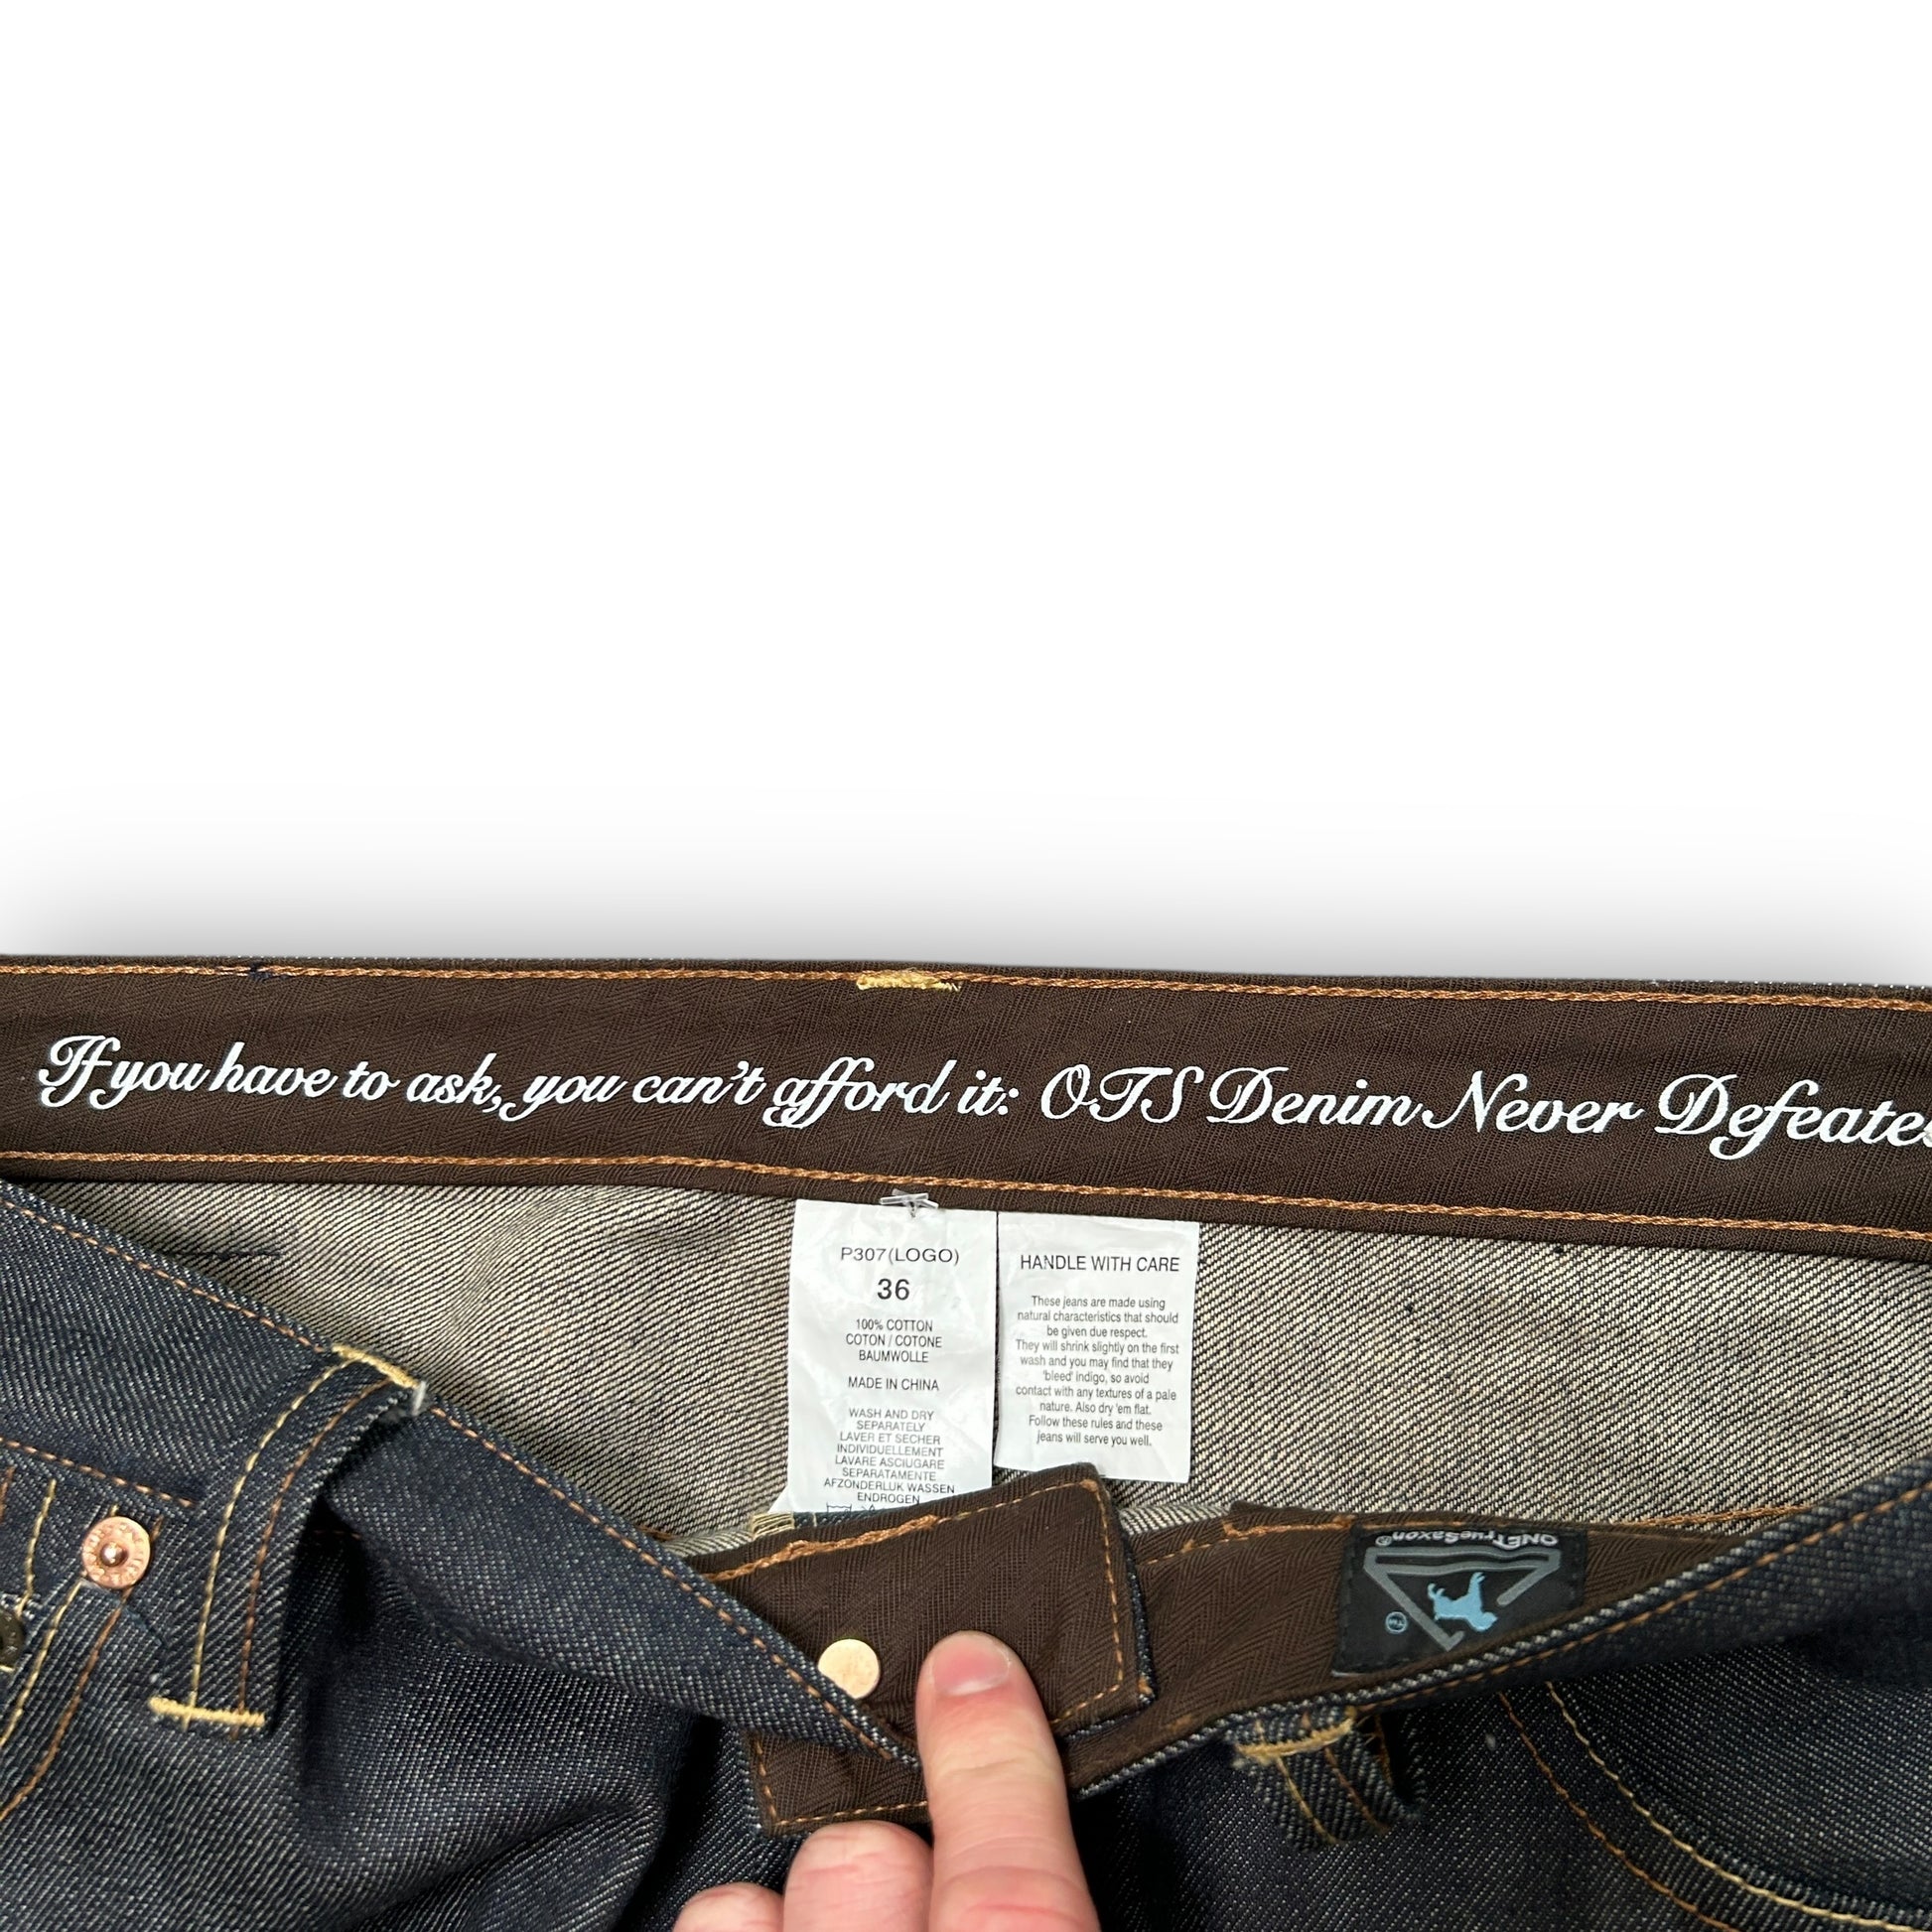 If you have to ask, you can't afford it: OTS Denim Never Defeate
P307(LOGO)
36
100% COTTON
COTON / COTONE
BAUMWOLLE
MADE IN CHINA
WASH AND DRY
SEPARATELY
LAVER ET SECHER
INDIVIDUELLEMENT
LAVARE ASCIUGARE
SEPARATAMENTE
AFZONDERLIJK WASSEN
ENDROGEN
HANDLE WITH CARE
These jeans are made using
natural characteristics that should
be given due respect.
They will shrink slightly on the first
wash and you may find that they
'bleed' indigo, so avoid
contact with any textures of a pale
nature. Also dry 'em flat.
Follow these rules and these
jeans will serve you well.
ONETrueSaxon®
TM